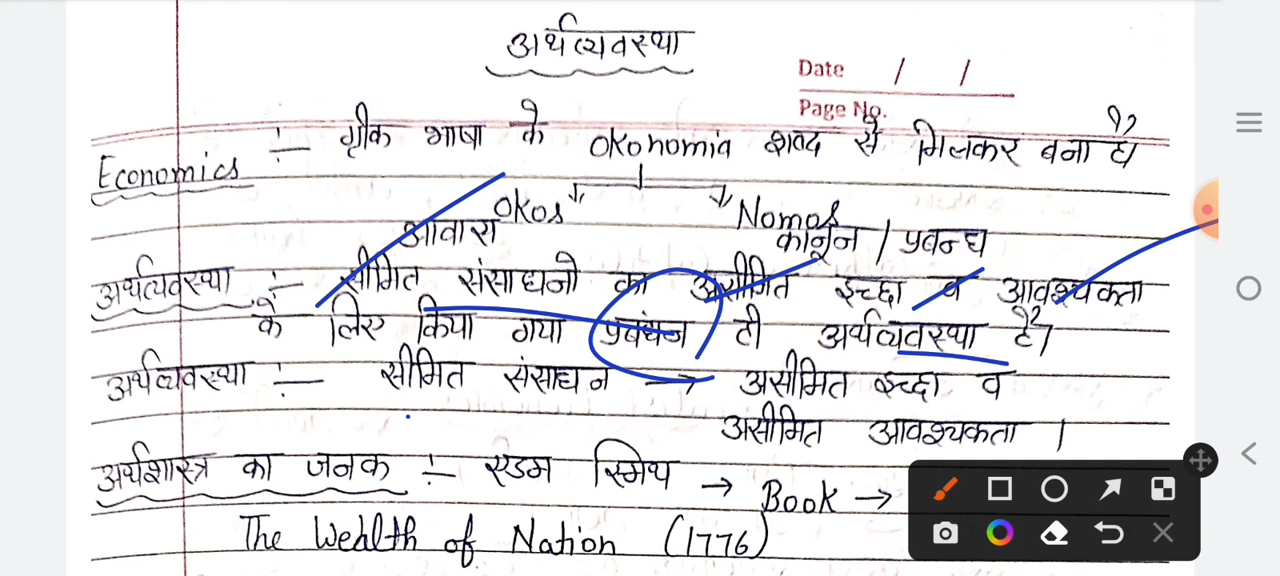 अर्थव्यवस्था
Date / /
Page No.
Economics :- ग्रीक भाषा के Okonomia शब्द से मिलकर बना है
Okos Nomos
आवास कानून / प्रबन्ध
अर्थव्यवस्था :- सीमित संसाधनो का असीमित इच्छा व आवश्यकता
के लिए किया गया प्रबंधन ही अर्थव्यवस्था है।
अर्थव्यवस्था :- सीमित संसाधन → असीमित इच्छा व
असीमित आवश्यकता ।
अर्थशास्त्र का जनक :- एडम स्मिथ → Book →
The Wealth of Nation (1776)